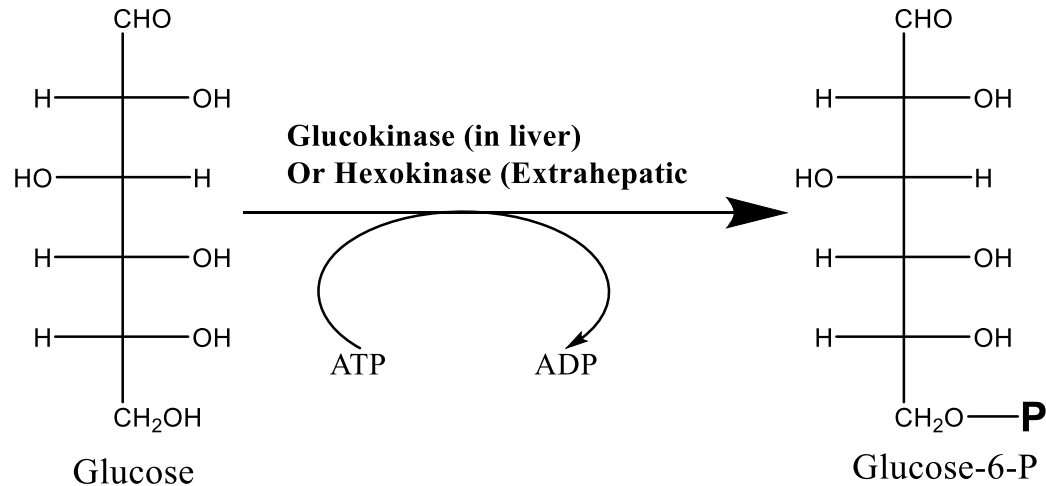 CHO
H
OH
HO
H
H
OH
H
OH
CH₂OH
Glucose
Glucokinase (in liver)
Or Hexokinase (Extrahepatic
ATP
ADP
CHO
H
OH
HO
H
H
OH
H
OH
CH₂O
P
Glucose-6-P